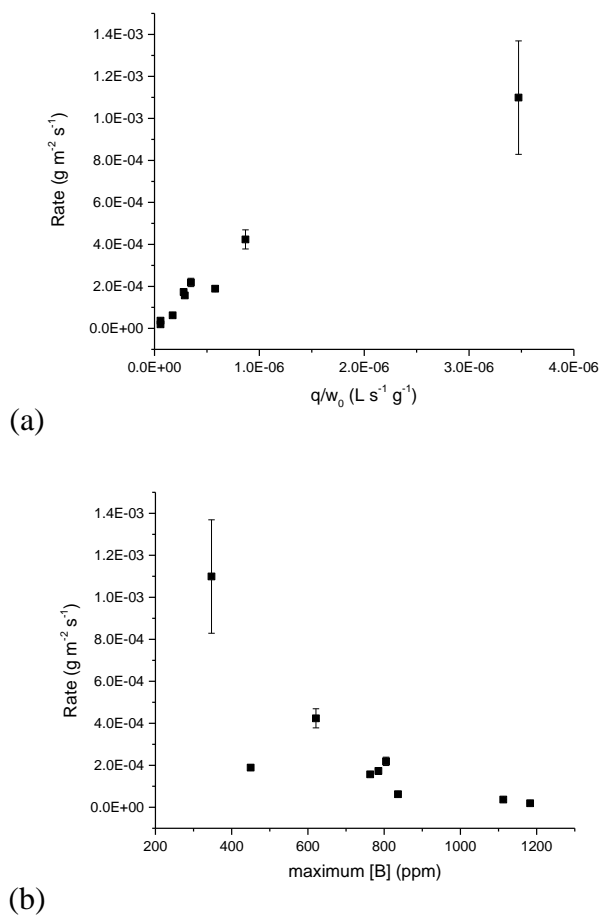 1.4E-03
1.2E-03
1.0E-03
8.0E-04
6.0E-04
4.0E-04
2.0E-04
0.0E+00
Rate (g m⁻² s⁻¹)
0.0E+00 1.0E-06 2.0E-06 3.0E-06 4.0E-06
q/w₀ (L s⁻¹ g⁻¹)
(a)
1.4E-03
1.2E-03
1.0E-03
8.0E-04
6.0E-04
4.0E-04
2.0E-04
0.0E+00
Rate (g m⁻² s⁻¹)
200 400 600 800 1000 1200
maximum [B] (ppm)
(b)